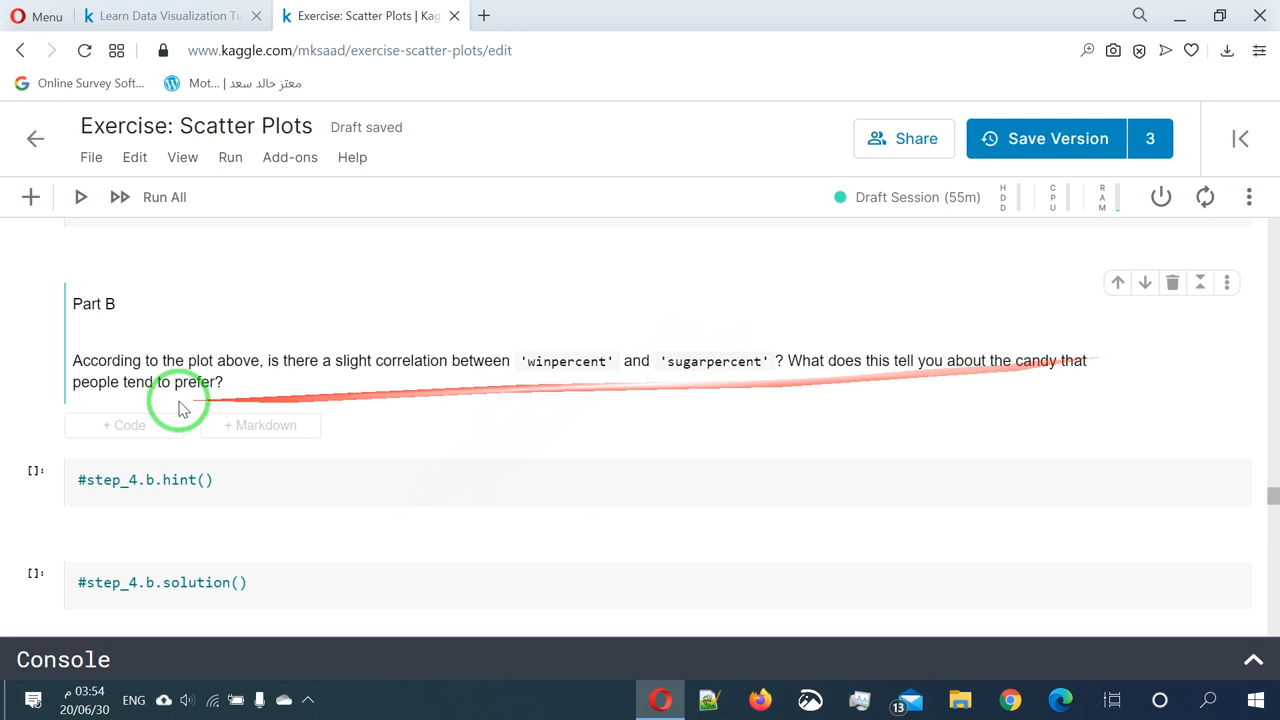 Menu
Learn Data Visualization Tu
Exercise: Scatter Plots | Kag
www.kaggle.com/mksaad/exercise-scatter-plots/edit
Online Survey Soft...
Mot... | معتز خالد سعد
Exercise: Scatter Plots
Draft saved
Share
Save Version
3
File
Edit
View
Run
Add-ons
Help
Run All
Draft Session (55m)
HDD
CPU
RAM
Part B
According to the plot above, is there a slight correlation between 'winpercent' and 'sugarpercent' ? What does this tell you about the candy that
people tend to prefer?
+ Code
+ Markdown
[]:
#step_4.b.hint()
[]:
#step_4.b.solution()
Console
ENG
03:54 م
20/06/30
13